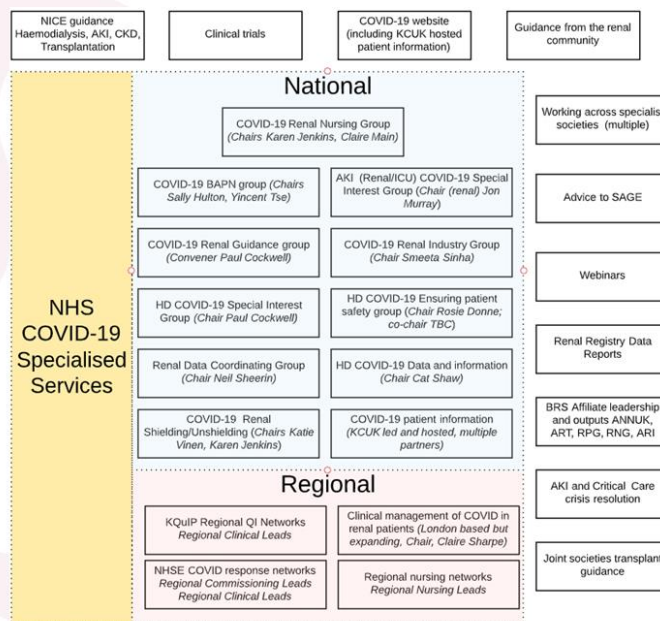 NICE guidance
Haemodialysis, AKI, CKD,
Transplantation
Clinical trials
COVID-19 website
(including KCUK hosted
patient information)
Guidance from the renal
community
National
COVID-19 Renal Nursing Group
(Chairs Karen Jenkins, Claire Main)
COVID-19 BAPN group (Chairs
Sally Hulton, Yincent Tse)
AKI (Renal/ICU) COVID-19 Special
Interest Group (Chair (renal) Jon
Murray)
COVID-19 Renal Guidance group
(Convener Paul Cockwell)
COVID-19 Renal Industry Group
(Chair Smeeta Sinha)
HD COVID-19 Special Interest
Group (Chair Paul Cockwell)
HD COVID-19 Ensuring patient
safety group (Chair Rosie Donne;
co-chair TBC)
Renal Data Coordinating Group
(Chair Neil Sheerin)
HD COVID-19 Data and information
(Chair Cat Shaw)
COVID-19 Renal
Shielding/Unshielding (Chairs Katie
Vinen, Karen Jenkins)
COVID-19 patient information
(KCUK led and hosted, multiple
partners)
NHS
COVID-19
Specialised
Services
Regional
KQuIP Regional QI Networks
Regional Clinical Leads
Clinical management of COVID in
renal patients (London based but
expanding, Chair, Claire Sharpe)
NHSE COVID response networks
Regional Commissioning Leads
Regional Clinical Leads
Regional nursing networks
Regional Nursing Leads
Working across specialis
societies (multiple)
Advice to SAGE
Webinars
Renal Registry Data
Reports
BRS Affiliate leadership
and outputs ANNUK,
ART, RPG, RNG, ARI
AKI and Critical Care
crisis resolution
Joint societies transplant
guidance